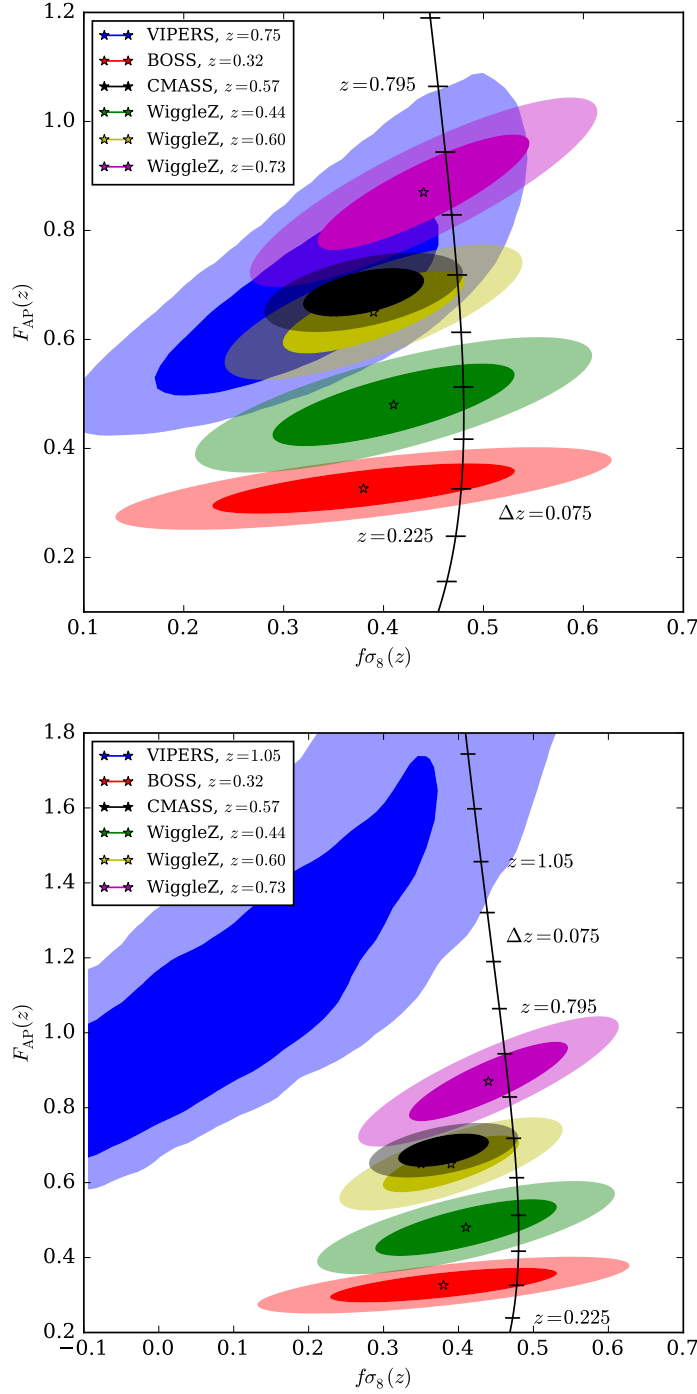 1.2
1.0
0.8
0.6
0.4
0.2
F_AP(z)
VIPERS, z=0.75
BOSS, z=0.32
CMASS, z=0.57
WiggleZ, z=0.44
WiggleZ, z=0.60
WiggleZ, z=0.73
z=0.795
Δz=0.075
z=0.225
0.1 0.2 0.3 0.4 0.5 0.6 0.7
fσ₈(z)
1.8
1.6
1.4
1.2
1.0
0.8
0.6
0.4
0.2
F_AP(z)
VIPERS, z=1.05
BOSS, z=0.32
CMASS, z=0.57
WiggleZ, z=0.44
WiggleZ, z=0.60
WiggleZ, z=0.73
z=1.05
Δz=0.075
z=0.795
z=0.225
−0.1 0.0 0.1 0.2 0.3 0.4 0.5 0.6 0.7
fσ₈(z)